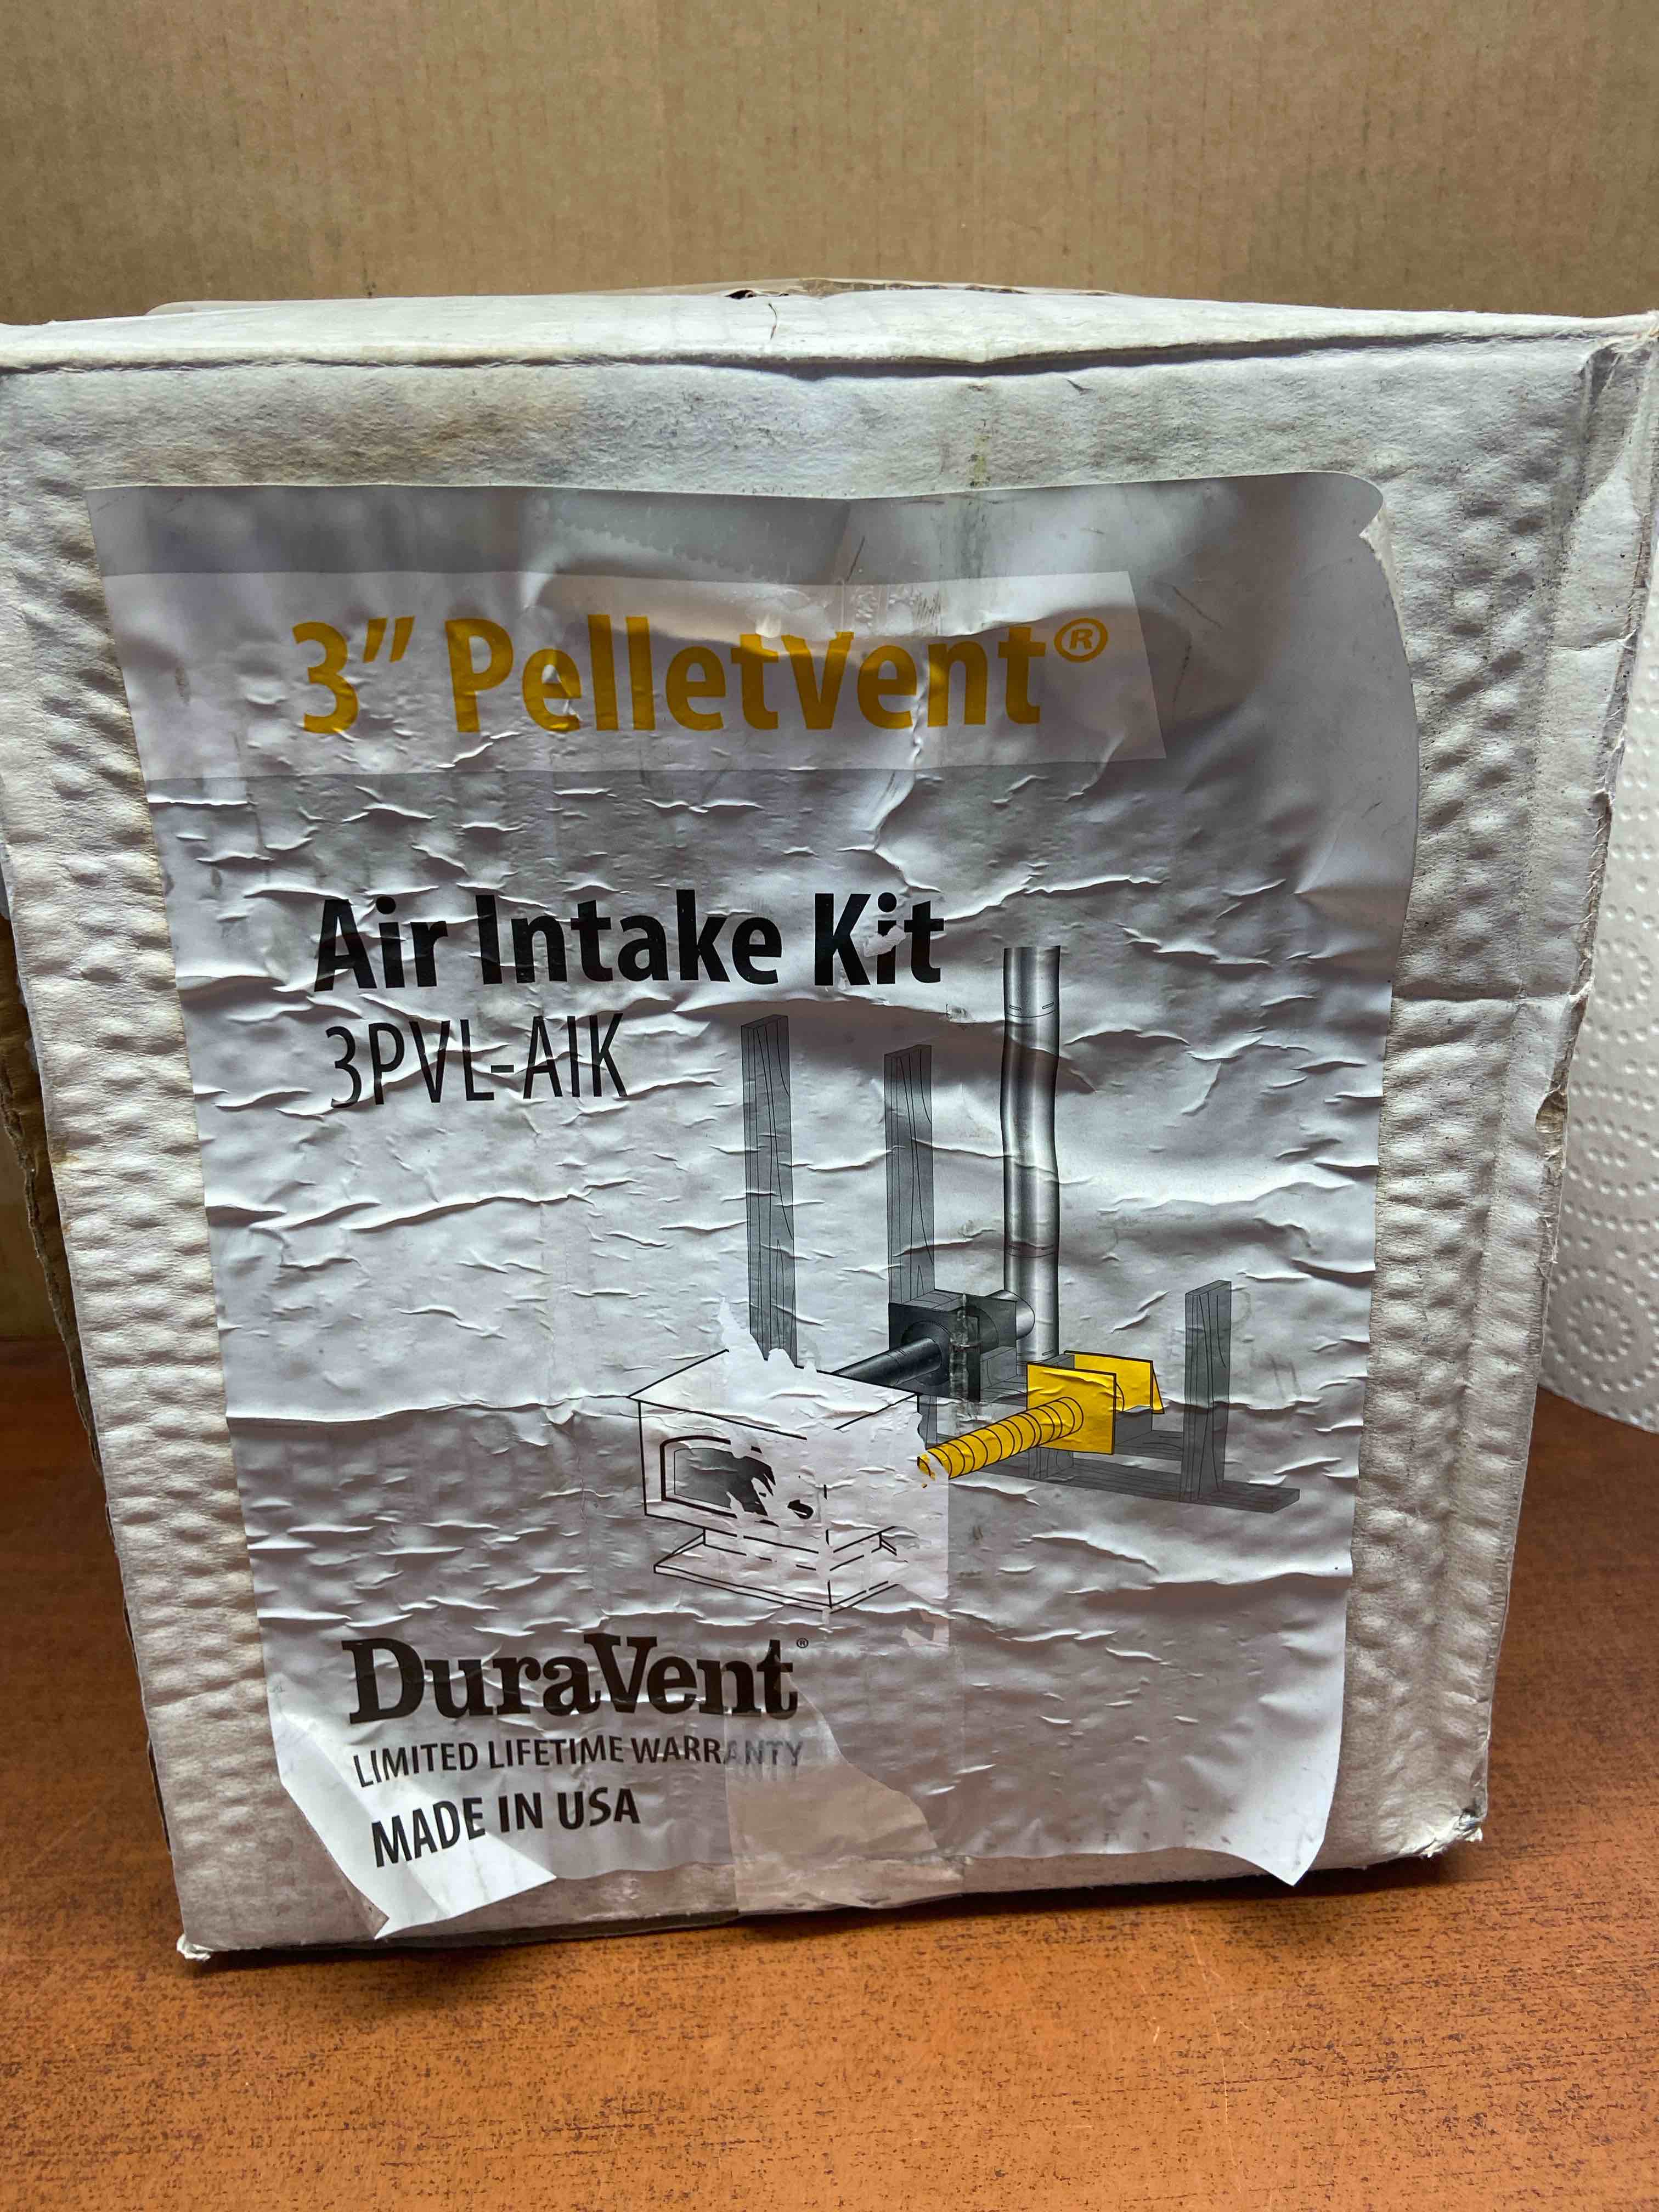 3" PelletVent®
Air Intake Kit
3PVL-AIK
DuraVent®
LIMITED LIFETIME WARRANTY
MADE IN USA